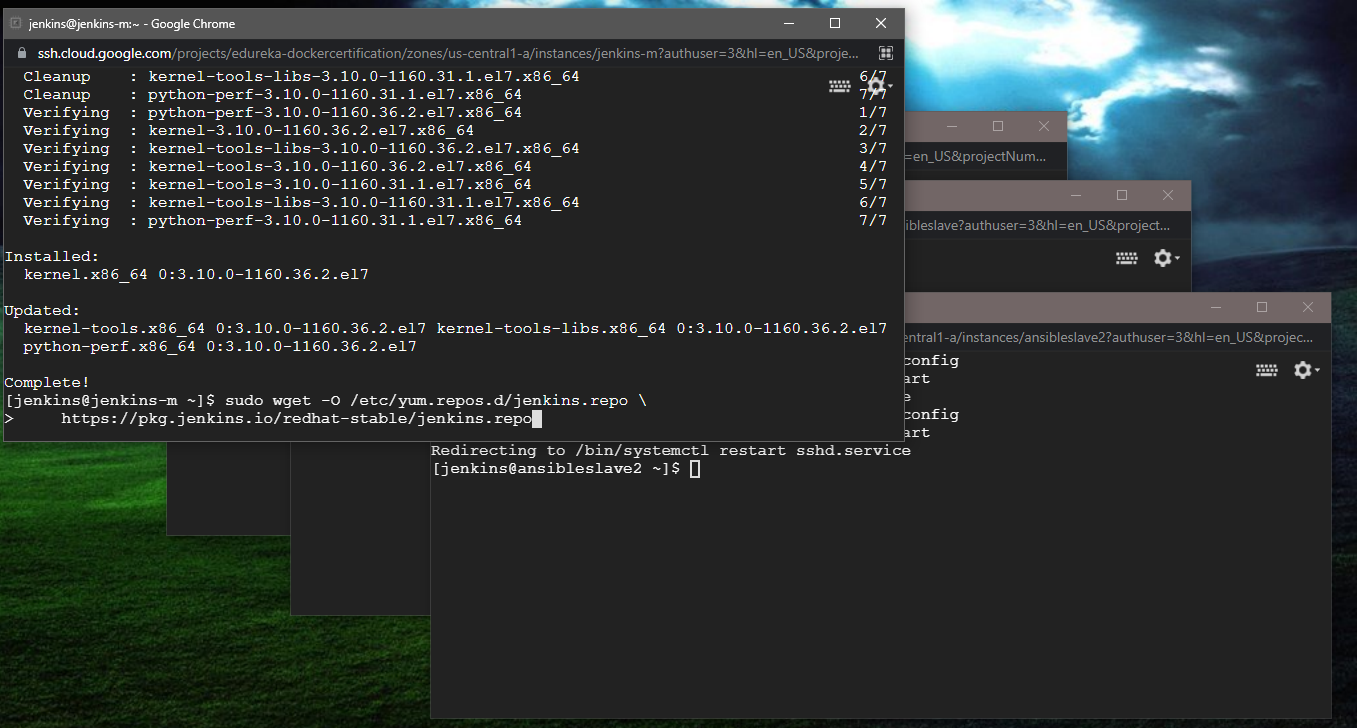 jenkins@jenkins-m:~ - Google Chrome
ssh.cloud.google.com/projects/edureka-dockercertification/zones/us-central1-a/instances/jenkins-m?authuser=3&hl=en_US&proje...
Cleanup    : kernel-tools-libs-3.10.0-1160.31.1.el7.x86_64 6/7
Cleanup    : python-perf-3.10.0-1160.31.1.el7.x86_64 7/7
Verifying  : python-perf-3.10.0-1160.36.2.el7.x86_64 1/7
Verifying  : kernel-3.10.0-1160.36.2.el7.x86_64 2/7
Verifying  : kernel-tools-libs-3.10.0-1160.36.2.el7.x86_64 3/7
Verifying  : kernel-tools-3.10.0-1160.36.2.el7.x86_64 4/7
Verifying  : kernel-tools-3.10.0-1160.31.1.el7.x86_64 5/7
Verifying  : kernel-tools-libs-3.10.0-1160.31.1.el7.x86_64 6/7
Verifying  : python-perf-3.10.0-1160.31.1.el7.x86_64 7/7
Installed:
kernel.x86_64 0:3.10.0-1160.36.2.el7
Updated:
kernel-tools.x86_64 0:3.10.0-1160.36.2.el7 kernel-tools-libs.x86_64 0:3.10.0-1160.36.2.el7
python-perf.x86_64 0:3.10.0-1160.36.2.el7
Complete!
[jenkins@jenkins-m ~]$ sudo wget -O /etc/yum.repos.d/jenkins.repo \
>     https://pkg.jenkins.io/redhat-stable/jenkins.repo
=en_US&projectNum...
ibleslave?authuser=3&hl=en_US&project...
entral1-a/instances/ansibleslave2?authuser=3&hl=en_US&projec...
config
art
e
config
art
Redirecting to /bin/systemctl restart sshd.service
[jenkins@ansibleslave2 ~]$